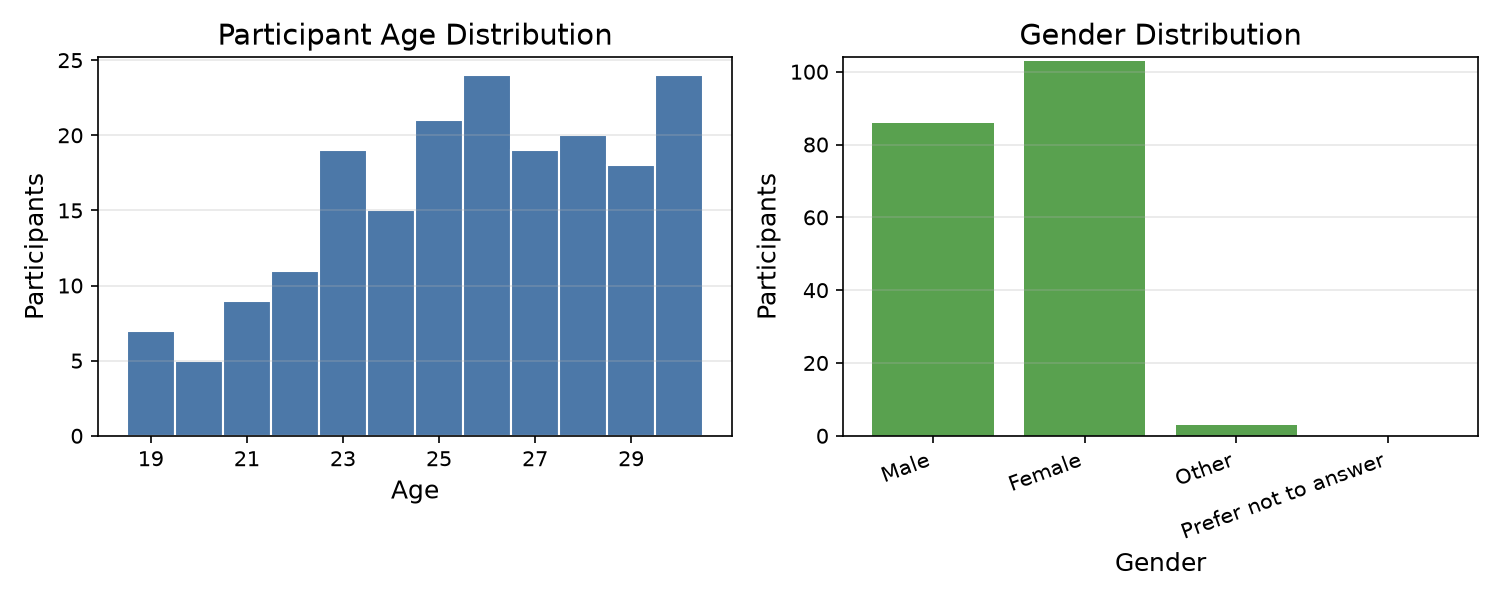 Participant Age Distribution
Participants
25
20
15
10
5
0
19 21 23 25 27 29
Age
Gender Distribution
Participants
100
80
60
40
20
0
Male Female Other Prefer not to answer
Gender